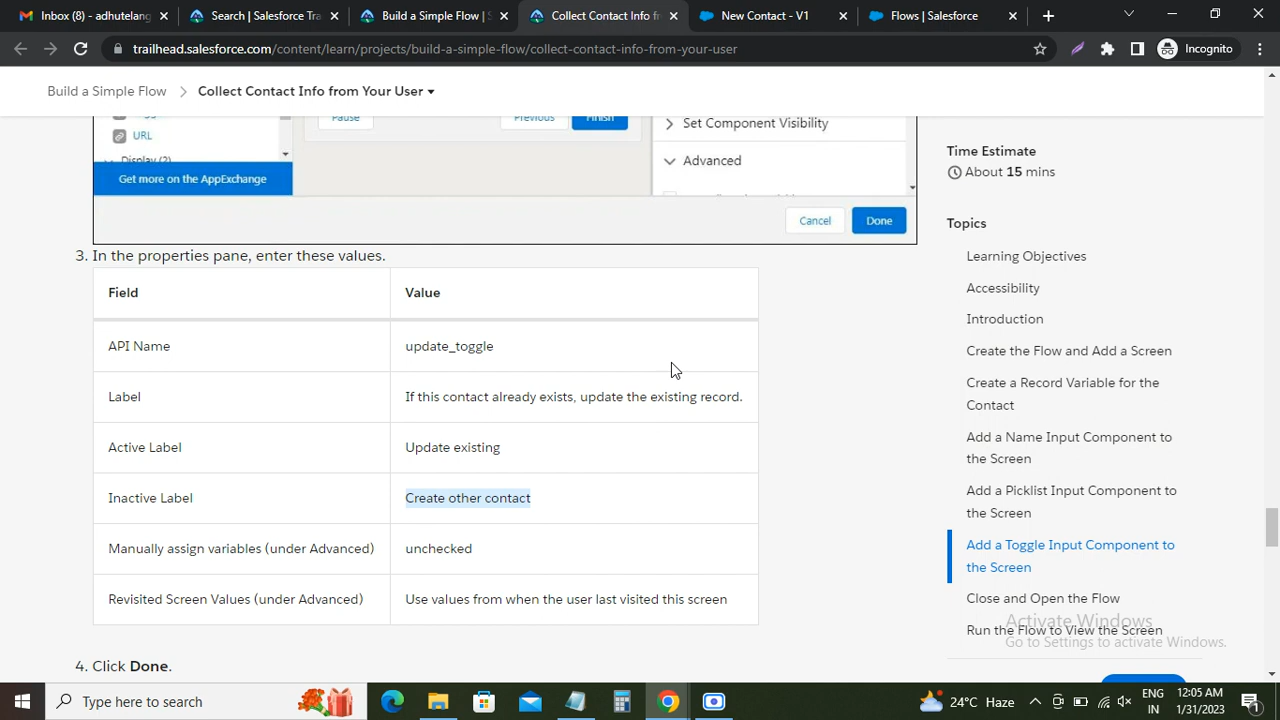 Inbox (80) - adhutelang
Search | Salesforce Tra
Build a Simple Flow | S
Collect Contact Info fro
New Contact - V1
Flows | Salesforce
trailhead.salesforce.com/content/learn/projects/build-a-simple-flow/collect-contact-info-from-your-user
Incognito
Build a Simple Flow
Collect Contact Info from Your User
Pause
Previous
Finish
URL
Display (2)
Get more on the AppExchange
Set Component Visibility
Advanced
Cancel
Done
3. In the properties pane, enter these values.
Field Value
API Name update_toggle
Label If this contact already exists, update the existing record.
Active Label Update existing
Inactive Label Create other contact
Manually assign variables (under Advanced) unchecked
Revisited Screen Values (under Advanced) Use values from when the user last visited this screen
4. Click Done.
Time Estimate
About 15 mins
Topics
Learning Objectives
Accessibility
Introduction
Create the Flow and Add a Screen
Create a Record Variable for the
Contact
Add a Name Input Component to
the Screen
Add a Picklist Input Component to
the Screen
Add a Toggle Input Component to
the Screen
Close and Open the Flow
Run the Flow to View the Screen
Activate Windows
Go to Settings to activate Windows.
Type here to search
24°C Haze
ENG
IN
12:05 AM
1/31/2023
1